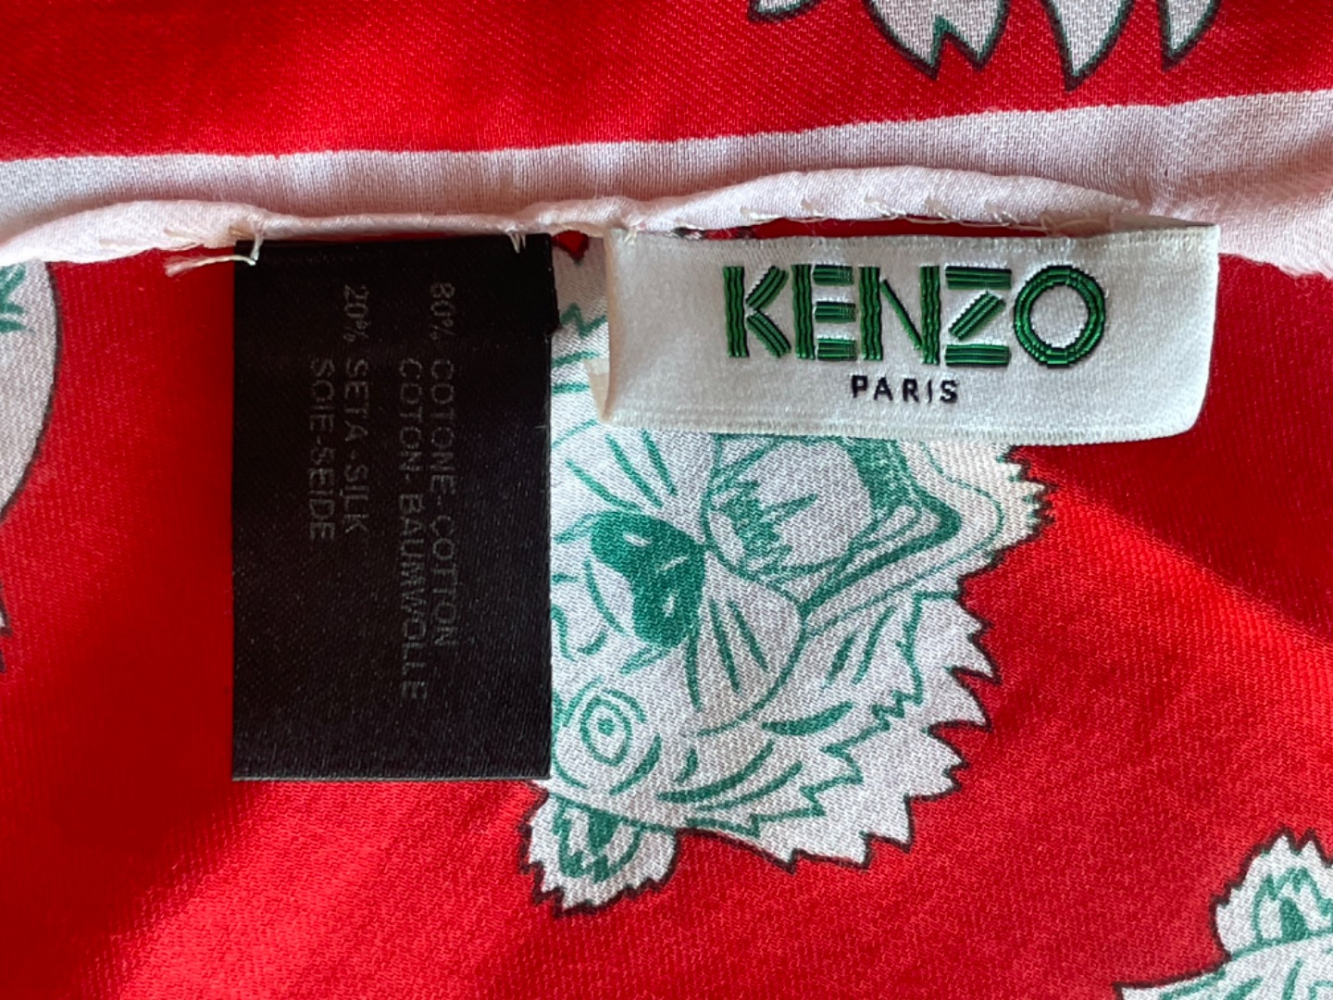 KENZO
PARIS
80% COTONE-COTTON
COTON-BAUMWOLLE
20% SETA-SILK
SOIE-SEIDE